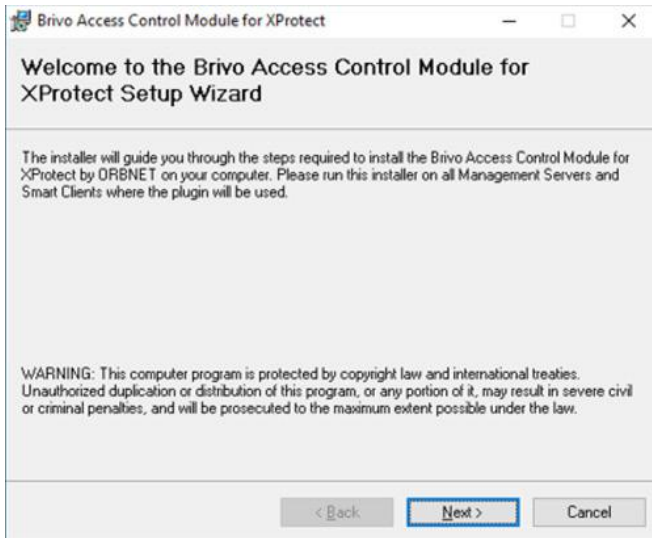 Brivo Access Control Module for XProtect
Welcome to the Brivo Access Control Module for
XProtect Setup Wizard
The installer will guide you through the steps required to install the Brivo Access Control Module for
XProtect by ORBNET on your computer. Please run this installer on all Management Servers and
Smart Clients where the plugin will be used.
WARNING: This computer program is protected by copyright law and international treaties.
Unauthorized duplication or distribution of this program, or any portion of it, may result in severe civil
or criminal penalties, and will be prosecuted to the maximum extent possible under the law.
< Back Next > Cancel